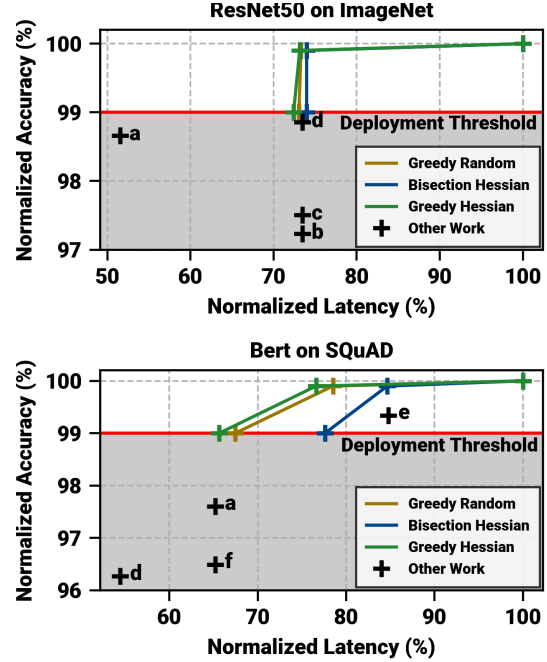 ResNet50 on ImageNet
Normalized Accuracy (%)
100
99
98
97
a
d
c
b
Deployment Threshold
Greedy Random
Bisection Hessian
Greedy Hessian
Other Work
50 60 70 80 90 100
Normalized Latency (%)
Bert on SQuAD
Normalized Accuracy (%)
100
99
98
97
96
e
Deployment Threshold
a
f
d
Greedy Random
Bisection Hessian
Greedy Hessian
Other Work
60 70 80 90 100
Normalized Latency (%)